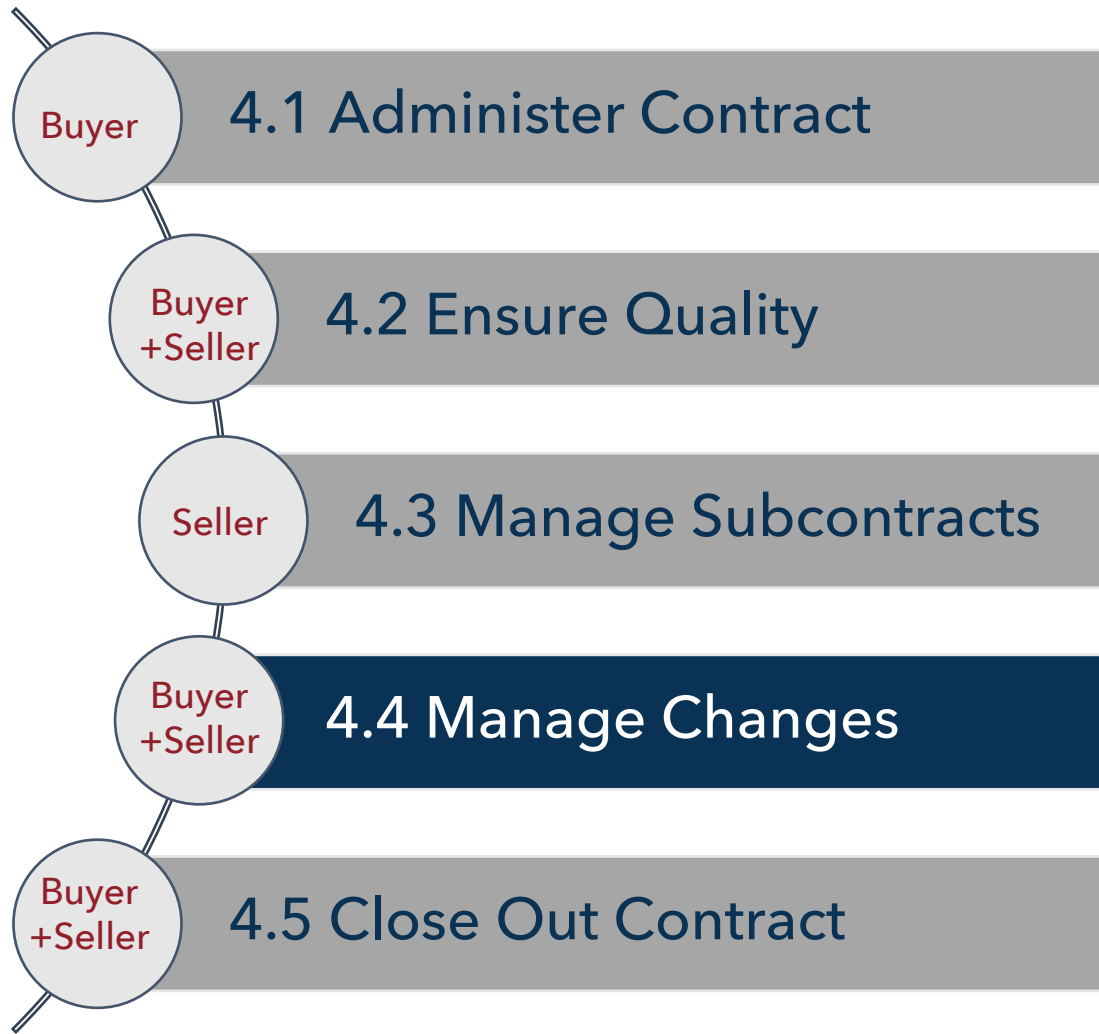 Buyer
4.1 Administer Contract
Buyer
+Seller
4.2 Ensure Quality
Seller
4.3 Manage Subcontracts
Buyer
+Seller
4.4 Manage Changes
Buyer
+Seller
4.5 Close Out Contract